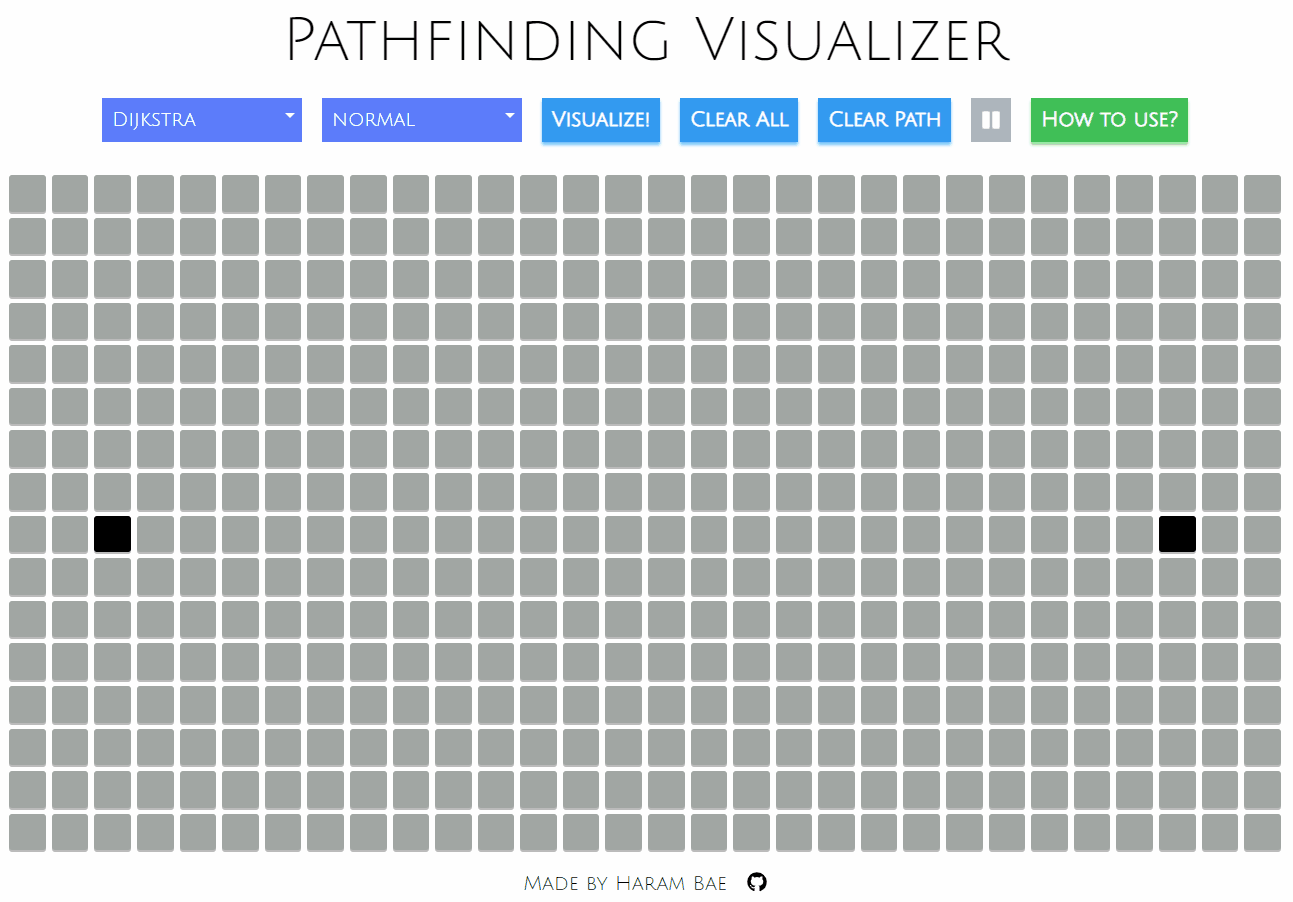 Pathfinding Visualizer
Dijkstra Normal Visualize! Clear All Clear Path How to use?
Made by Haram Bae